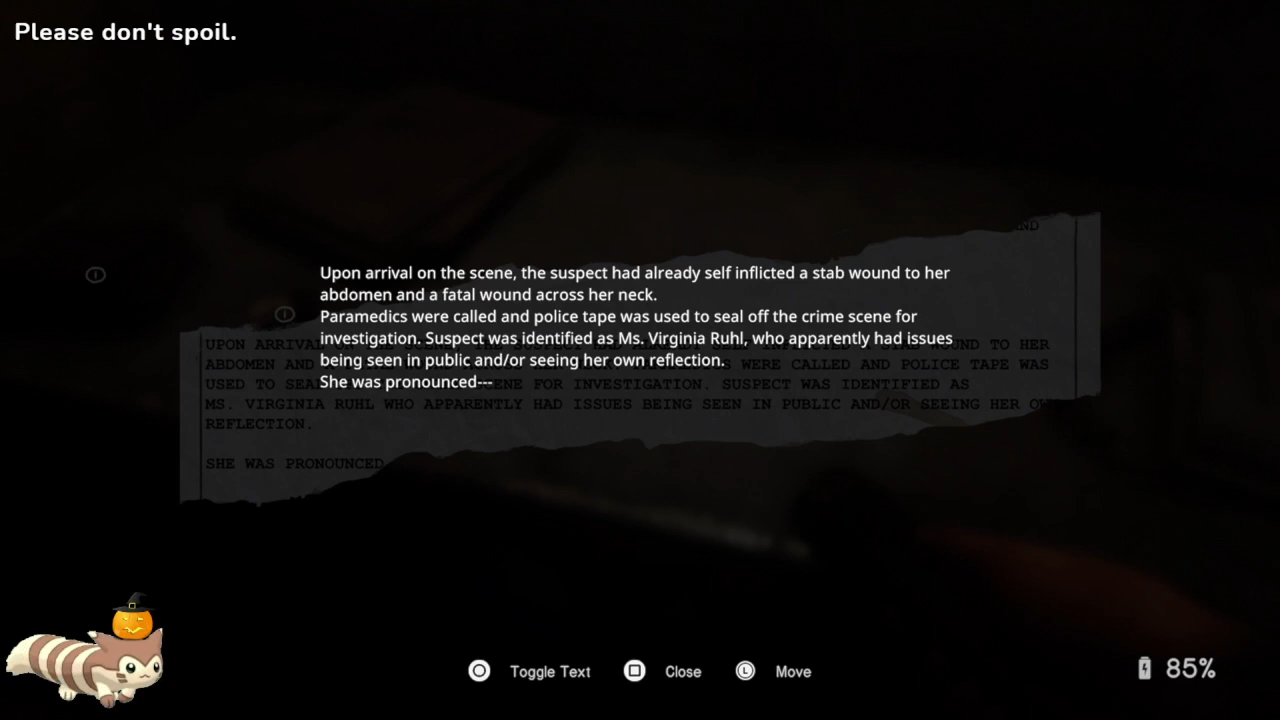 Please don't spoil.
ND
Upon arrival on the scene, the suspect had already self inflicted a stab wound to her
abdomen and a fatal wound across her neck.
Paramedics were called and police tape was used to seal off the crime scene for
investigation. Suspect was identified as Ms. Virginia Ruhl, who apparently had issues
being seen in public and/or seeing her own reflection.
She was pronounced---
UPON ARRIVAL WOUND TO HER
ABDOMEN AND WERE CALLED AND POLICE TAPE WAS
USED TO SEAL SCENE FOR INVESTIGATION. SUSPECT WAS IDENTIFIED AS
MS. VIRGINIA RUHL WHO APPARENTLY HAD ISSUES BEING SEEN IN PUBLIC AND/OR SEEING HER OW
REFLECTION.
SHE WAS PRONOUNCED
Toggle Text Close L Move
85%